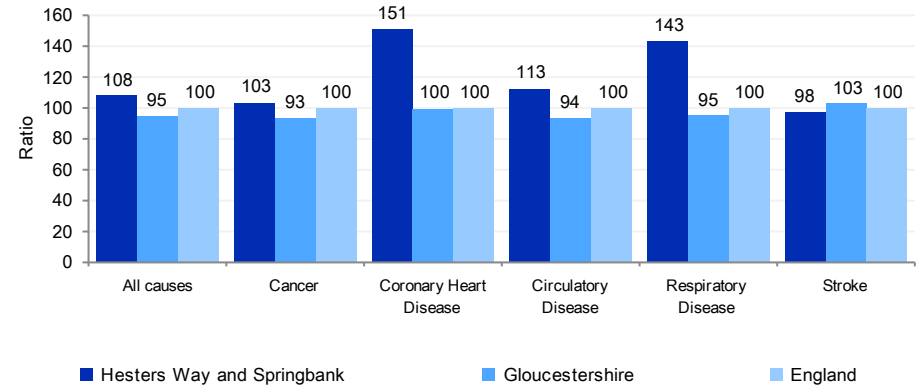 160
140
120
100
80
60
40
20
0
Ratio
108 95 100
103 93 100
151 100 100
113 94 100
143 95 100
98 103 100
All causes
Cancer
Coronary Heart
Disease
Circulatory
Disease
Respiratory
Disease
Stroke
Hesters Way and Springbank
Gloucestershire
England